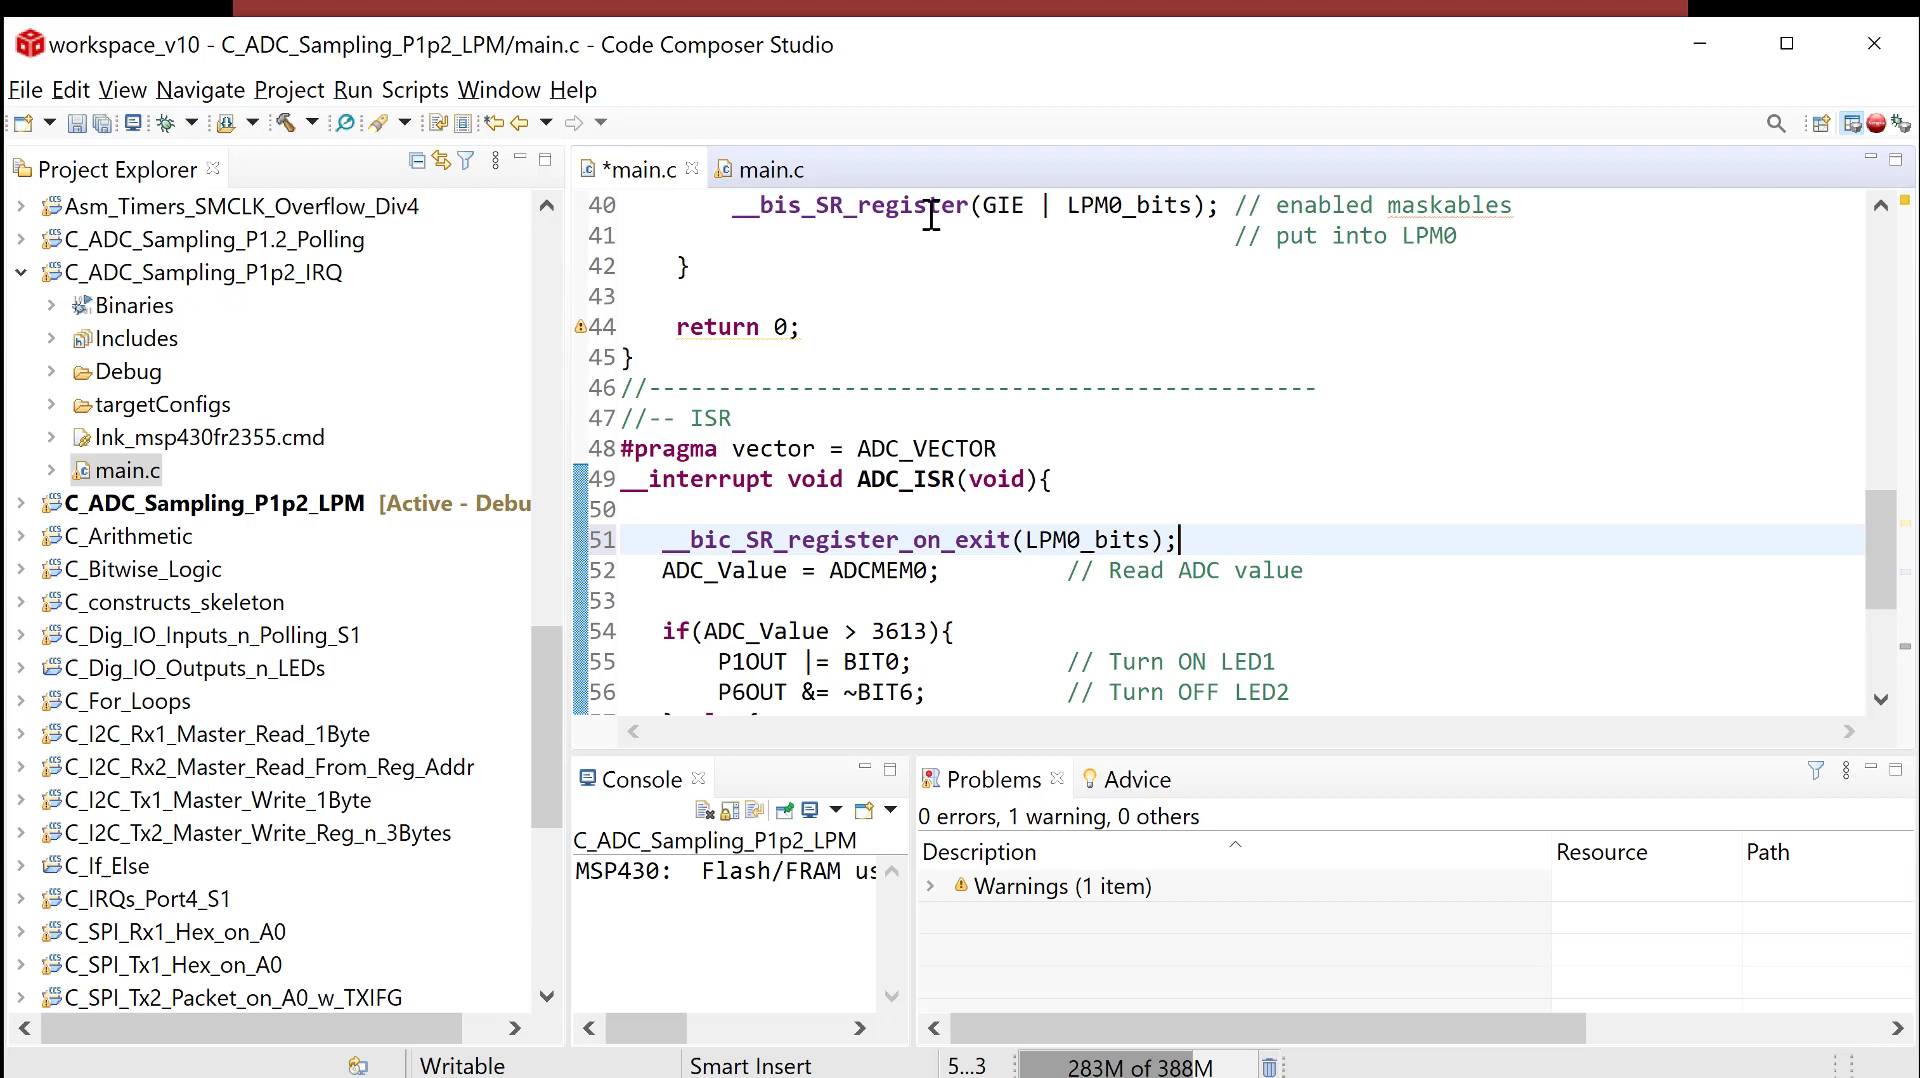 workspace_v10 - C_ADC_Sampling_P1p2_LPM/main.c - Code Composer Studio
File Edit View Navigate Project Run Scripts Window Help
Project Explorer
Asm_Timers_SMCLK_Overflow_Div4
C_ADC_Sampling_P1.2_Polling
C_ADC_Sampling_P1p2_IRQ
Binaries
Includes
Debug
targetConfigs
lnk_msp430fr2355.cmd
main.c
C_ADC_Sampling_P1p2_LPM [Active - Debu
C_Arithmetic
C_Bitwise_Logic
C_constructs_skeleton
C_Dig_IO_Inputs_n_Polling_S1
C_Dig_IO_Outputs_n_LEDs
C_For_Loops
C_I2C_Rx1_Master_Read_1Byte
C_I2C_Rx2_Master_Read_From_Reg_Addr
C_I2C_Tx1_Master_Write_1Byte
C_I2C_Tx2_Master_Write_Reg_n_3Bytes
C_If_Else
C_IRQs_Port4_S1
C_SPI_Rx1_Hex_on_A0
C_SPI_Tx1_Hex_on_A0
C_SPI_Tx2_Packet_on_A0_w_TXIFG
*main.c main.c
40 __bis_SR_register(GIE | LPM0_bits); // enabled maskables
41 // put into LPM0
42 }
43
44 return 0;
45 }
46 //------------------------------------------------
47 //-- ISR
48 #pragma vector = ADC_VECTOR
49 __interrupt void ADC_ISR(void){
50
51 __bic_SR_register_on_exit(LPM0_bits);
52 ADC_Value = ADCMEM0; // Read ADC value
53
54 if(ADC_Value > 3613){
55 P1OUT |= BIT0; // Turn ON LED1
56 P6OUT &= ~BIT6; // Turn OFF LED2
Console
C_ADC_Sampling_P1p2_LPM
MSP430: Flash/FRAM us
Problems Advice
0 errors, 1 warning, 0 others
Description Resource Path
Warnings (1 item)
Writable Smart Insert 5...3 283M of 388M